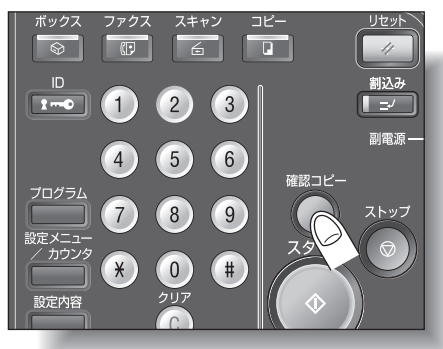 ボックス ファクス スキャン コピー リセット
ID 割込み
1 2 3
副電源
4 5 6
確認コピー
プログラム
7 8 9
ストップ
設定メニュー
/ カウンタ
スタ
* 0 #
設定内容 クリア
C